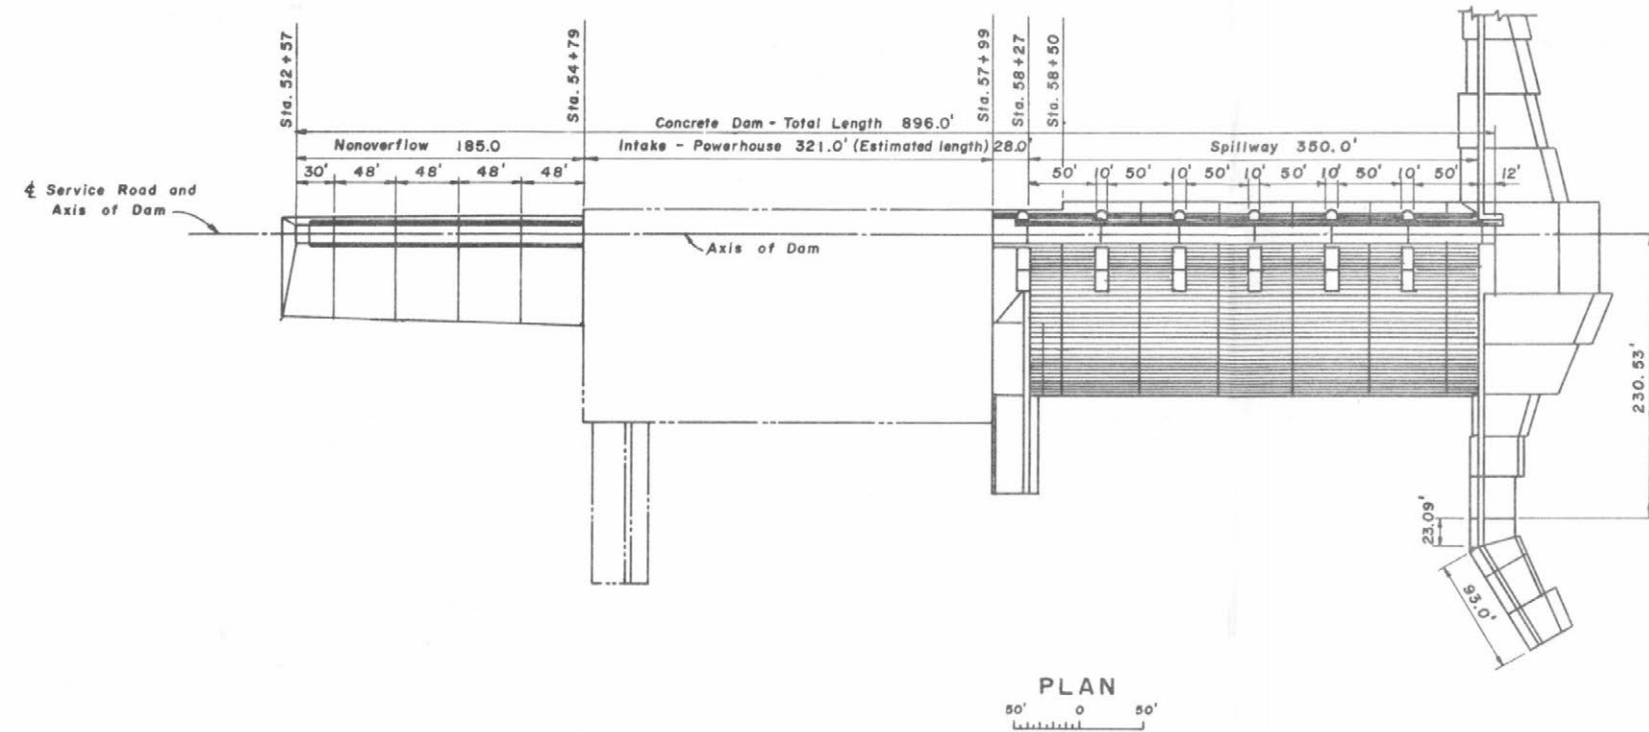 Sta. 52+57
Sta. 54+79
Sta. 57+99
Sta. 58+27
Sta. 58+50
Concrete Dam - Total Length 896.0'
Nonoverflow 185.0
Intake - Powerhouse 321.0' (Estimated length)
28.0'
Spillway 350.0'
30' 48' 48' 48' 48'
50' 10' 50' 10' 50' 10' 50' 10' 50' 10' 50' 12'
℄ Service Road and
Axis of Dam
Axis of Dam
230.53'
23.09'
93.0'
PLAN
50' 0 50'